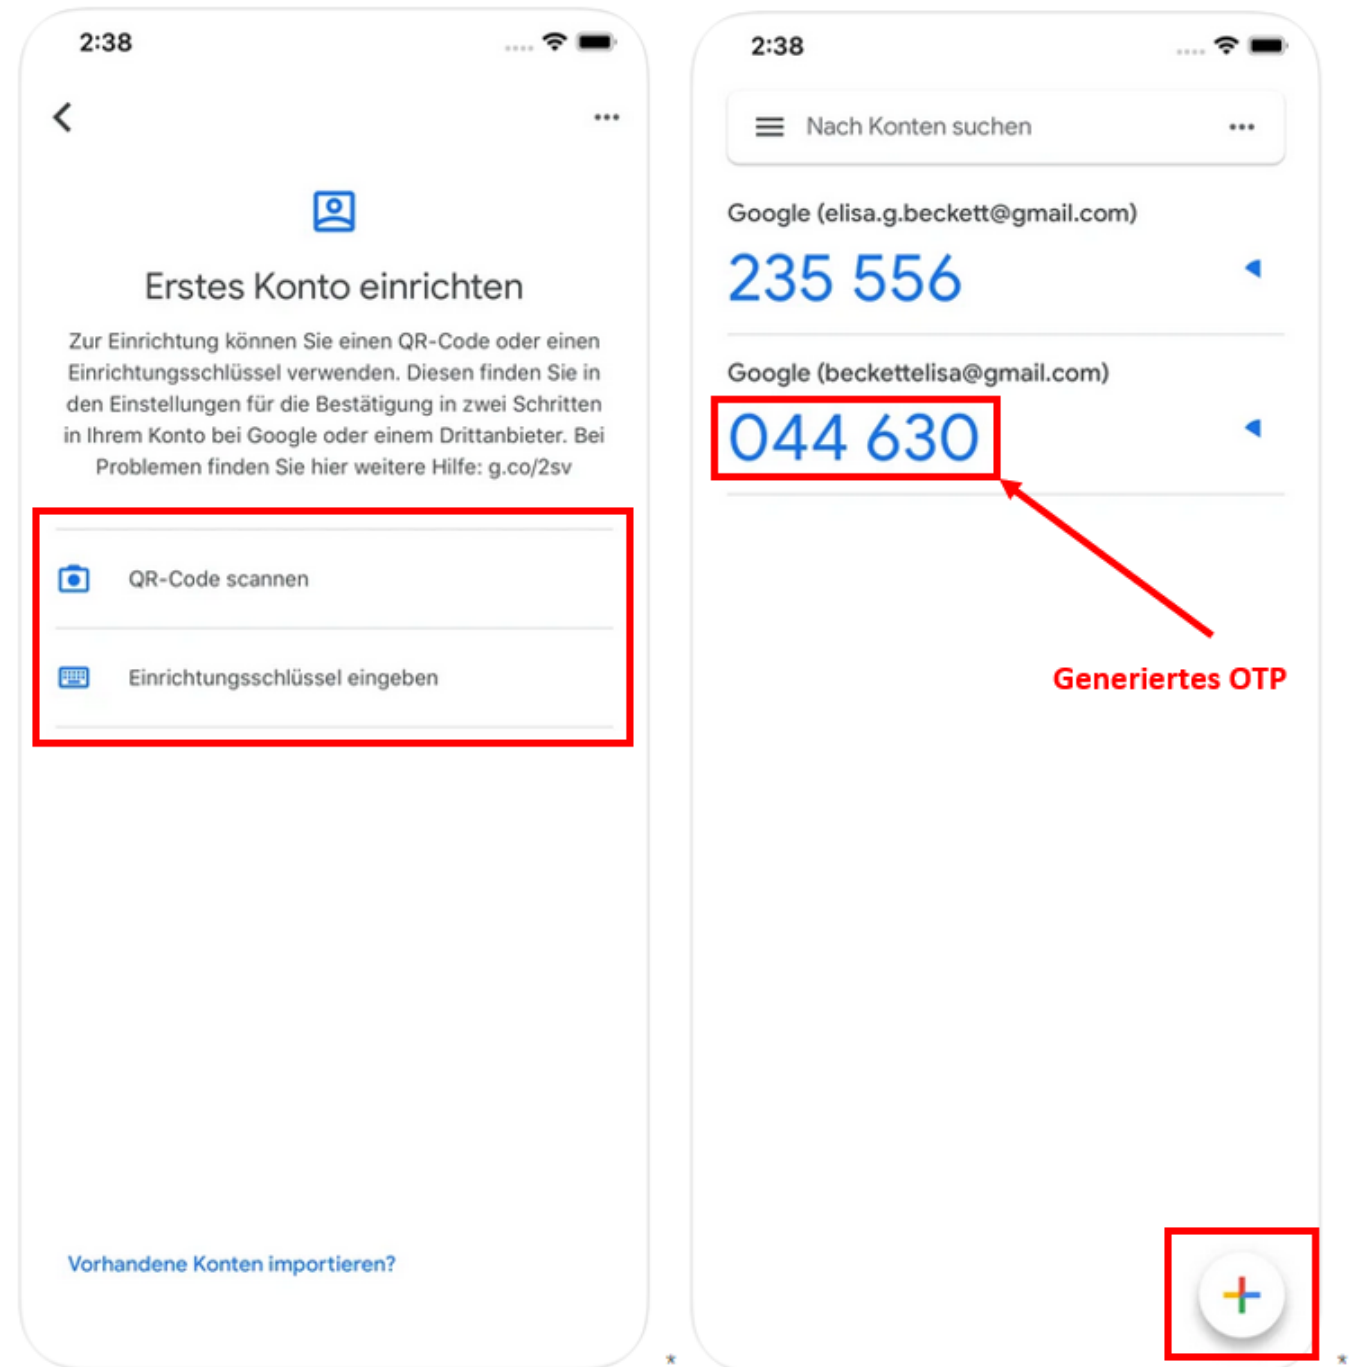 2:38
Erstes Konto einrichten
Zur Einrichtung können Sie einen QR-Code oder einen
Einrichtungsschlüssel verwenden. Diesen finden Sie in
den Einstellungen für die Bestätigung in zwei Schritten
in Ihrem Konto bei Google oder einem Drittanbieter. Bei
Problemen finden Sie hier weitere Hilfe: g.co/2sv
QR-Code scannen
Einrichtungsschlüssel eingeben
Vorhandene Konten importieren?
*
2:38
Nach Konten suchen
Google (elisa.g.beckett@gmail.com)
235 556
Google (beckettelisa@gmail.com)
044 630
Generiertes OTP
*